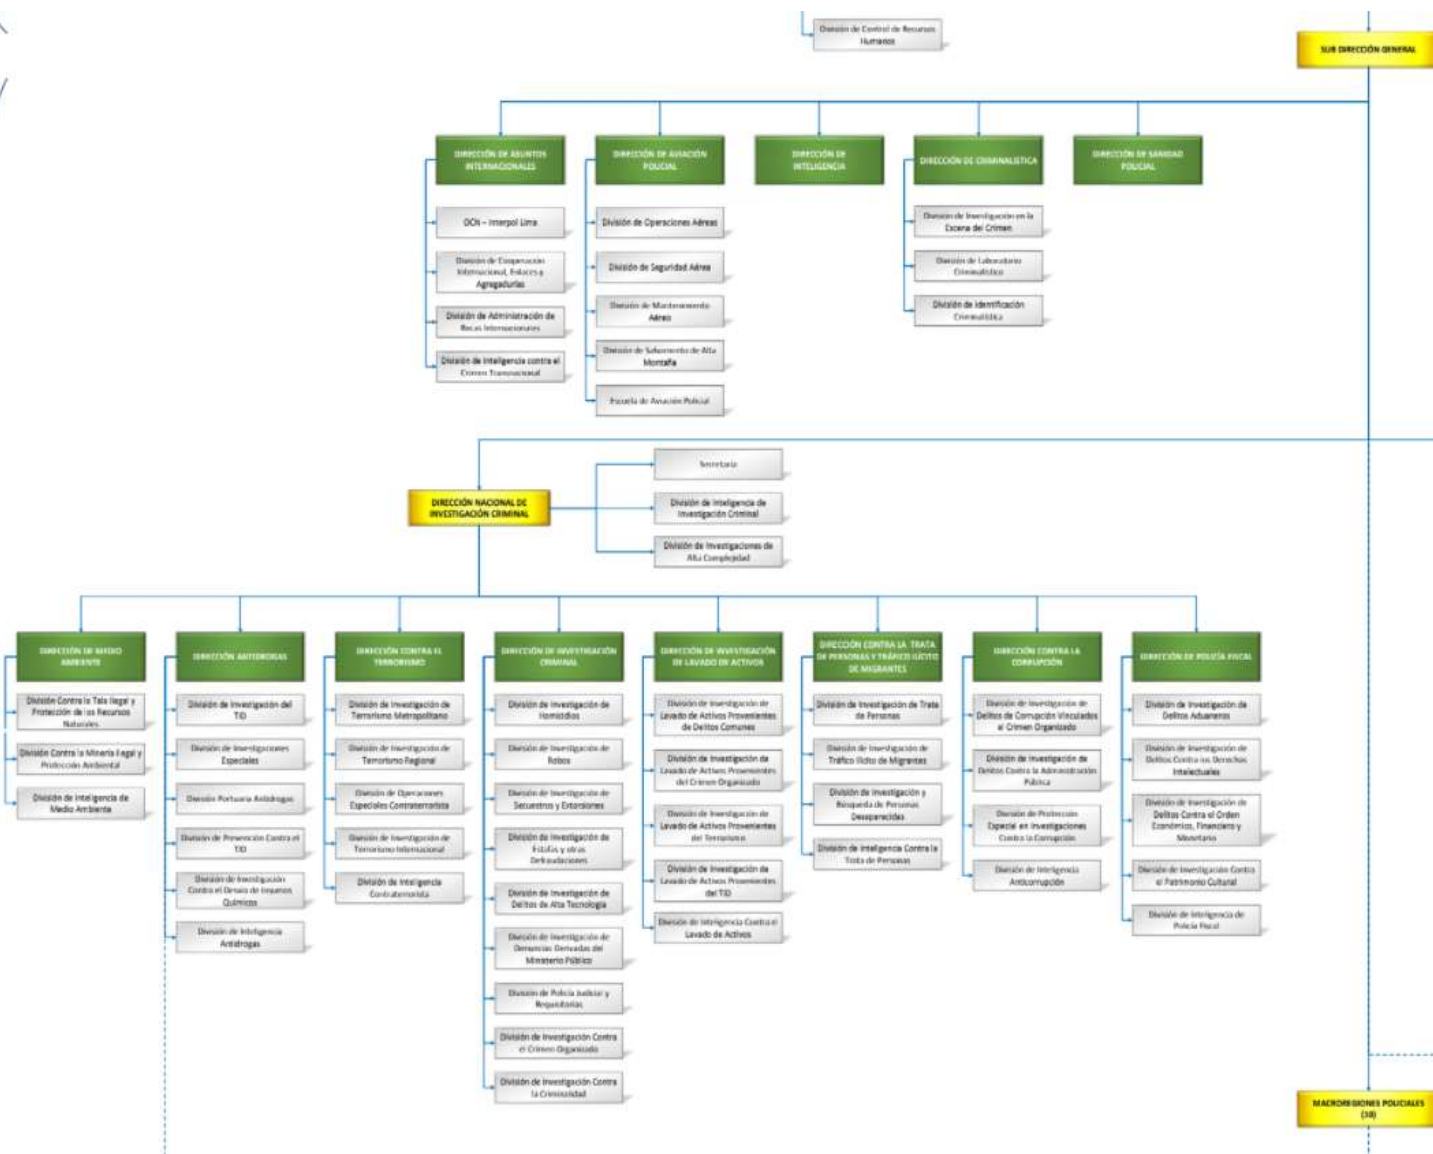 División de Control de Recursos
Humanos
SUB DIRECCIÓN GENERAL
DIRECCIÓN DE ASUNTOS
INTERNACIONALES
DIRECCIÓN DE AVIACIÓN
POLICIAL
DIRECCIÓN DE
INTELIGENCIA
DIRECCIÓN DE CRIMINALISTICA
DIRECCIÓN DE SANIDAD
POLICIAL
OCN – Interpol Lima
División de Cooperación
Internacional, Enlaces y
Agregadurías
División de Administración de
Becas Internacionales
División de Inteligencia contra el
Crimen Transnacional
División de Operaciones Aéreas
División de Seguridad Aérea
División de Mantenimiento
Aéreo
División de Salvamento de Alta
Montaña
Escuela de Aviación Policial
División de Investigación en la
Escena del Crimen
División de Laboratorio
Criminalístico
División de Identificación
Criminalística
DIRECCIÓN NACIONAL DE
INVESTIGACIÓN CRIMINAL
Secretaría
División de Inteligencia de
Investigación Criminal
División de Investigaciones de
Alta Complejidad
DIRECCIÓN DE MEDIO
AMBIENTE
División Contra la Tala Ilegal y
Protección de los Recursos
Naturales
División Contra la Minería Ilegal y
Protección Ambiental
División de Inteligencia de
Medio Ambiente
DIRECCIÓN ANTIDROGAS
División de Investigación del
TID
División de Investigaciones
Especiales
División Portuaria Antidrogas
División de Prevención Contra el
TID
División de Investigación
Contra el Desvío de Insumos
Químicos
División de Inteligencia
Antidrogas
DIRECCIÓN CONTRA EL
TERRORISMO
División de Investigación de
Terrorismo Metropolitano
División de Investigación de
Terrorismo Regional
División de Operaciones
Especiales Contraterrorista
División de Investigación de
Terrorismo Internacional
División de Inteligencia
Contraterrorista
DIRECCIÓN DE INVESTIGACIÓN
CRIMINAL
División de Investigación de
Homicidios
División de Investigación de
Robos
División de Investigación de
Secuestros y Extorsiones
División de Investigación de
Estafas y otras
Defraudaciones
División de Investigación de
Delitos de Alta Tecnología
División de Investigación de
Denuncias Derivadas del
Ministerio Público
División de Policía Judicial y
Requisitorias
División de Investigación Contra
el Crimen Organizado
División de Investigación Contra
la Criminalidad
DIRECCIÓN DE INVESTIGACIÓN
DE LAVADO DE ACTIVOS
División de Investigación de
Lavado de Activos Provenientes
de Delitos Comunes
División de Investigación de
Lavado de Activos Provenientes
del Crimen Organizado
División de Investigación de
Lavado de Activos Provenientes
del Terrorismo
División de Investigación de
Lavado de Activos Provenientes
del TID
División de Inteligencia Contra el
Lavado de Activos
DIRECCIÓN CONTRA LA TRATA
DE PERSONAS Y TRÁFICO ILÍCITO
DE MIGRANTES
División de Investigación de Trata
de Personas
División de Investigación de
Tráfico Ilícito de Migrantes
División de Investigación y
Búsqueda de Personas
Desaparecidas
División de Inteligencia Contra la
Trata de Personas
DIRECCIÓN CONTRA LA
CORRUPCIÓN
División de Investigación de
Delitos de Corrupción Vinculados
al Crimen Organizado
División de Investigación de
Delitos Contra la Administración
Pública
División de Protección
Especial en Investigaciones
Contra la Corrupción
División de Inteligencia
Anticorrupción
DIRECCIÓN DE POLICÍA FISCAL
División de Investigación de
Delitos Aduaneros
División de Investigación de
Delitos Contra los Derechos
Intelectuales
División de Investigación de
Delitos Contra el Orden
Económico, Financiero y
Monetario
División de Investigación Contra
el Patrimonio Cultural
División de Inteligencia de
Policía Fiscal
MACROREGIONES POLICIALES